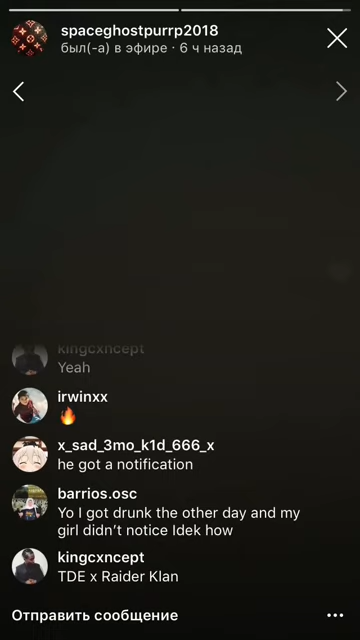 spaceghostpurrp2018
был(-а) в эфире · 6 ч назад
kingcxncept
Yeah
irwinxx
🔥
x_sad_3mo_k1d_666_x
he got a notification
barrios.osc
Yo I got drunk the other day and my
girl didn’t notice Idek how
kingcxncept
TDE x Raider Klan
Отправить сообщение